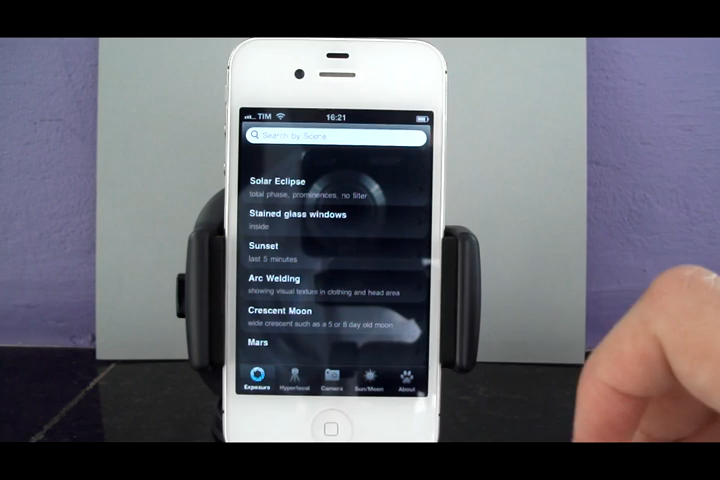 TIM 16:21
Search by Scene
Solar Eclipse
total phase, prominences, no filter
Stained glass windows
inside
Sunset
last 5 minutes
Arc Welding
showing visual texture in clothing and head area
Crescent Moon
wide crescent such as a 5 or 6 day old moon
Mars
Exposure Hyperfocal Camera Sun/Moon About